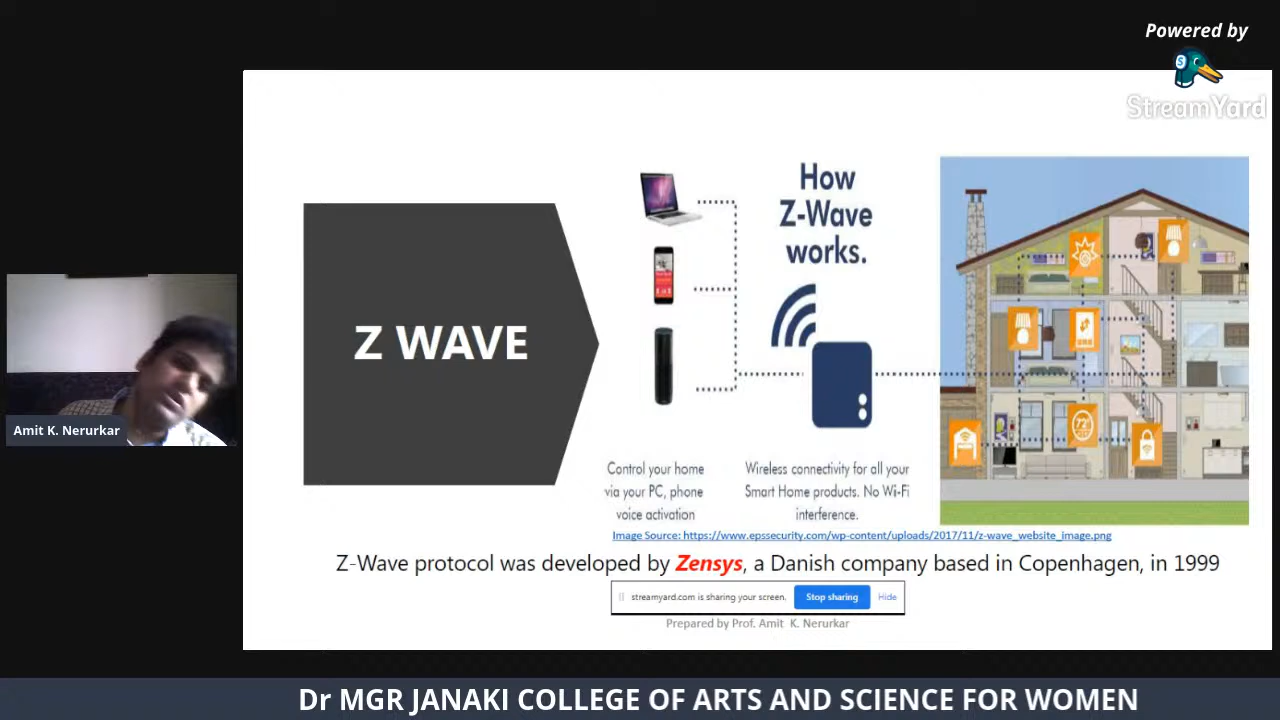 Powered by
StreamYard
How
Z-Wave
works.
Z WAVE
Amit K. Nerurkar
Control your home
via your PC, phone
voice activation
Wireless connectivity for all your
Smart Home products. No Wi-Fi
interference.
72°
Image Source: https://www.epssecurity.com/wp-content/uploads/2017/11/z-wave_website_image.png
Z-Wave protocol was developed by Zensys, a Danish company based in Copenhagen, in 1999
streamyard.com is sharing your screen. Stop sharing Hide
Prepared by Prof. Amit K. Nerurkar
Dr MGR JANAKI COLLEGE OF ARTS AND SCIENCE FOR WOMEN